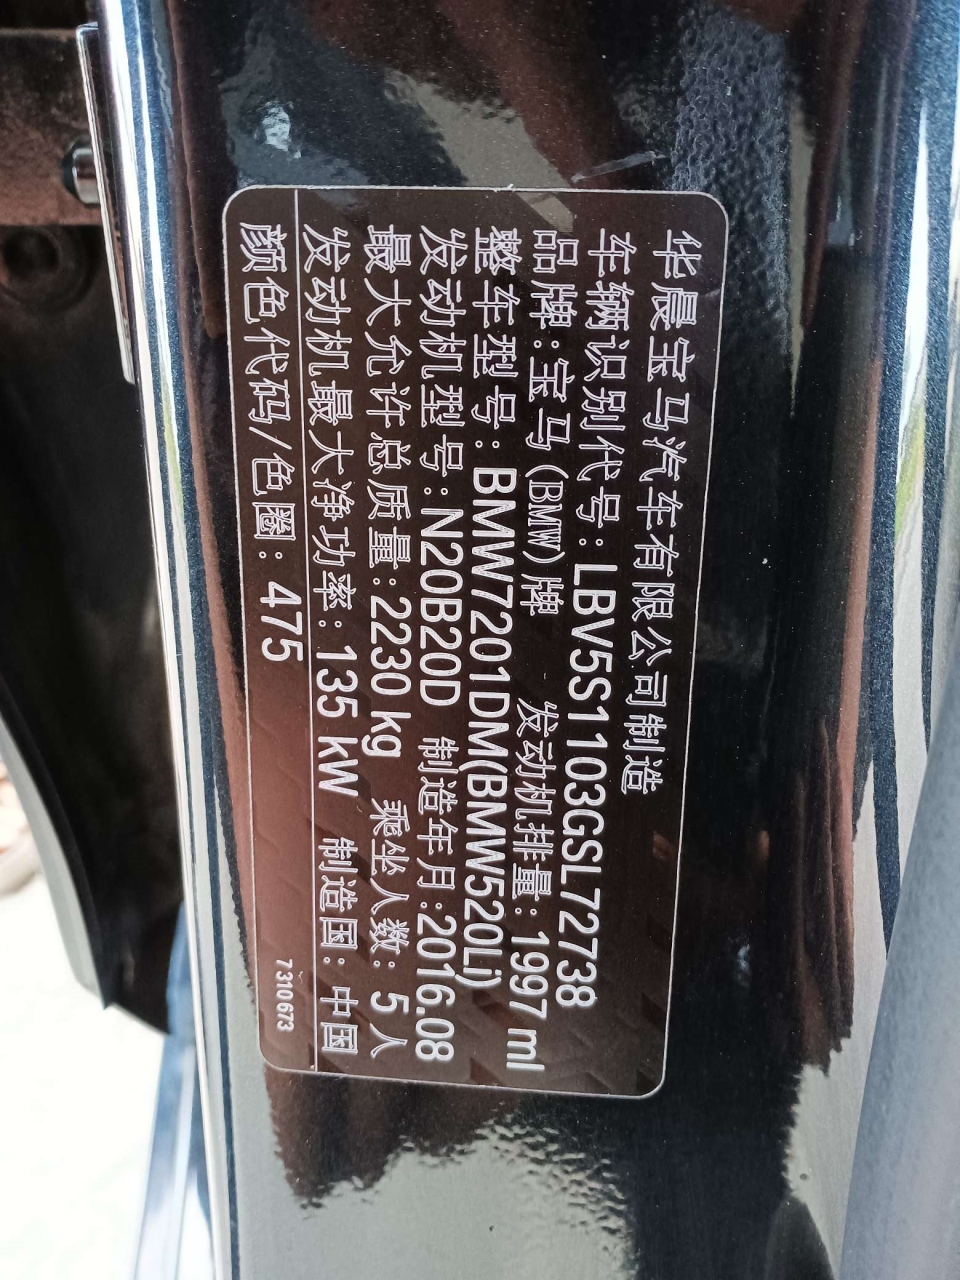 华晨宝马汽车有限公司制造
车辆识别代号：LBV5S1103GSL72738
品牌：宝马(BMW)牌 发动机排量：1997 ml
整车型号：BMW7201DM(BMW520Li)
发动机型号：N20B20D 制造年月：2016.08
最大允许总质量：2230 kg 乘坐人数：5人
发动机最大净功率：135 kW 制造国：中国
颜色代码/色圈：475
7310673